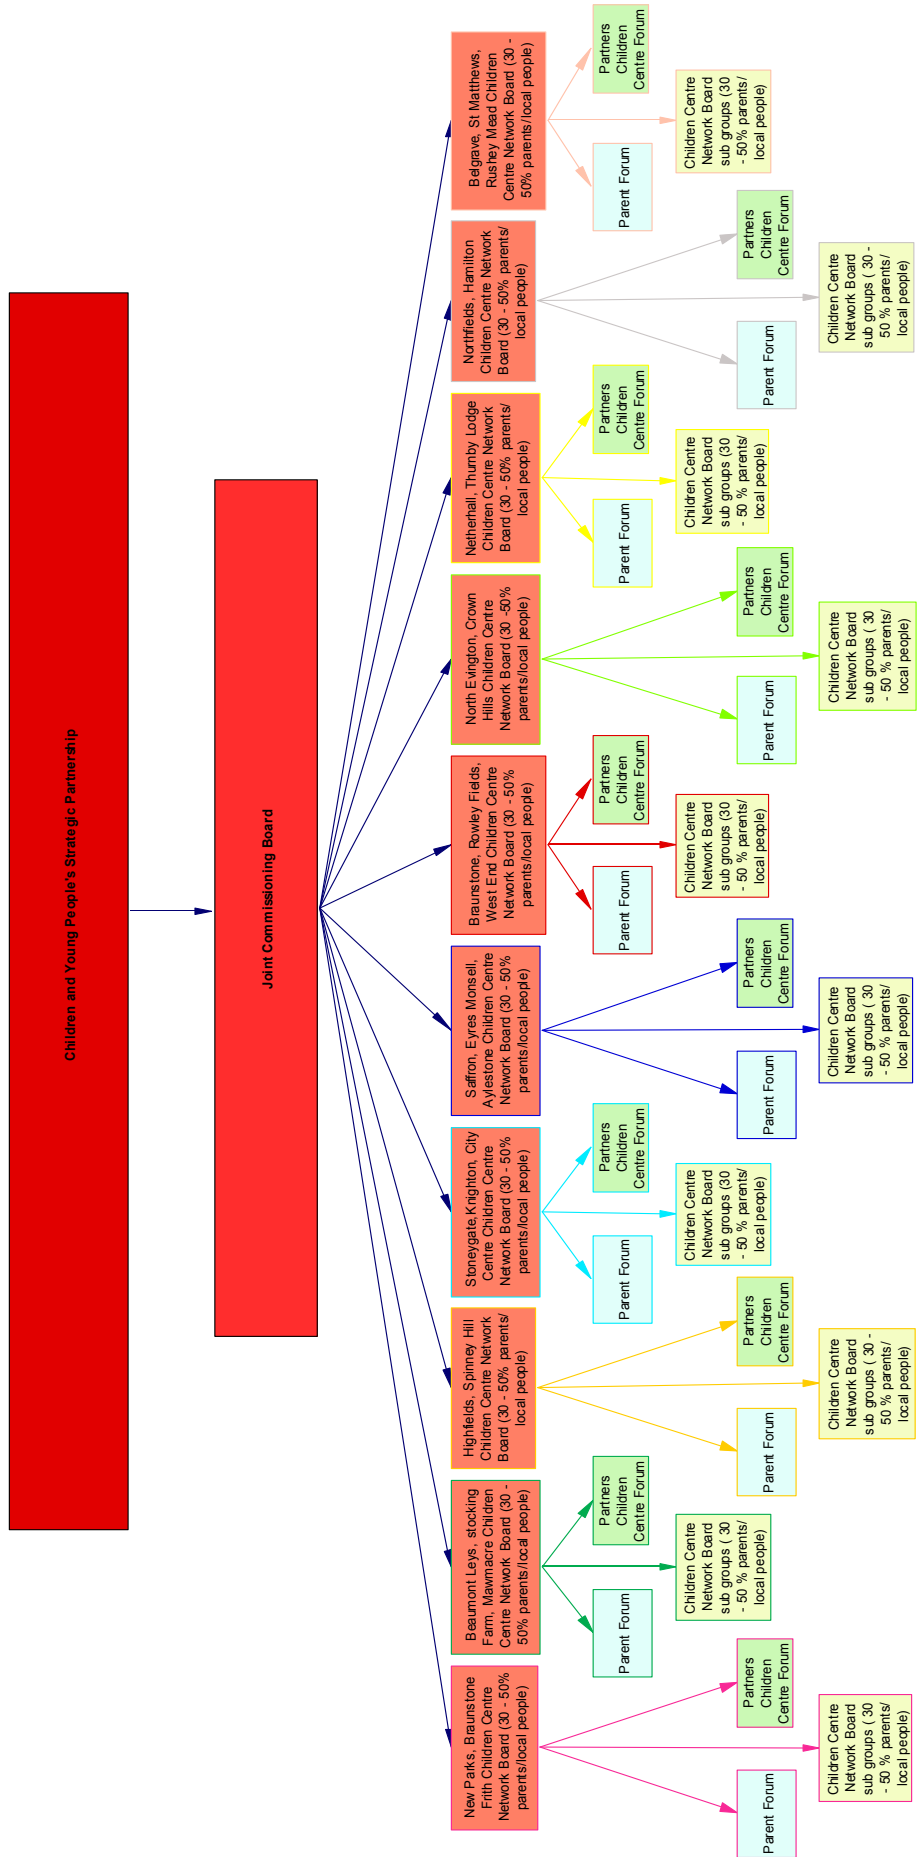 Children and Young People's Strategic Partnership
Joint Commissioning Board
New Parks, Braunstone
Frith Children Centre
Network Board (30 - 50%
parents/local people)
Beaumont Leys, stocking
Farm, Mawmacre Children
Centre Network Board (30 -
50% parents/local people)
Highfields, Spinney Hill
Children Centre Network
Board (30 - 50% parents/
local people)
Stoneygate, Knighton, City
Centre Children Centre
Network Board (30 - 50%
parents/local people)
Saffron, Eyres Monsell,
Aylestone Children Centre
Network Board (30 - 50%
parents/local people)
Braunstone, Rowley Fields,
West End Children Centre
Network Board (30 - 50%
parents/local people)
North Evington, Crown
Hills Children Centre
Network Board (30 -50%
parents/local people)
Netherhall, Thurnby Lodge
Children Centre Network
Board (30 - 50% parents/
local people)
Northfields, Hamilton
Children Centre Network
Board (30 - 50% parents/
local people)
Belgrave, St Matthews,
Rushey Mead Children
Centre Network Board (30 -
50% parents/local people)
Parent Forum
Partners
Children
Centre Forum
Children Centre
Network Board
sub groups ( 30
- 50 % parents/
local people)
Parent Forum
Partners
Children
Centre Forum
Children Centre
Network Board
sub groups ( 30
- 50 % parents/
local people)
Parent Forum
Partners
Children
Centre Forum
Children Centre
Network Board
sub groups ( 30 -
50 % parents/
local people)
Parent Forum
Partners
Children
Centre Forum
Children Centre
Network Board
sub groups (30
- 50 % parents/
local people)
Parent Forum
Partners
Children
Centre Forum
Children Centre
Network Board
sub groups ( 30
- 50 % parents/
local people)
Parent Forum
Partners
Children
Centre Forum
Children Centre
Network Board
sub groups (30
- 50 % parents/
local people)
Parent Forum
Partners
Children
Centre Forum
Children Centre
Network Board
sub groups ( 30
- 50 % parents/
local people)
Parent Forum
Partners
Children
Centre Forum
Children Centre
Network Board
sub groups (30
- 50 % parents/
local people)
Parent Forum
Partners
Children
Centre Forum
Children Centre
Network Board
sub groups ( 30 -
50 % parents/
local people)
Parent Forum
Partners
Children
Centre Forum
Children Centre
Network Board
sub groups (30
- 50% parents/
local people)